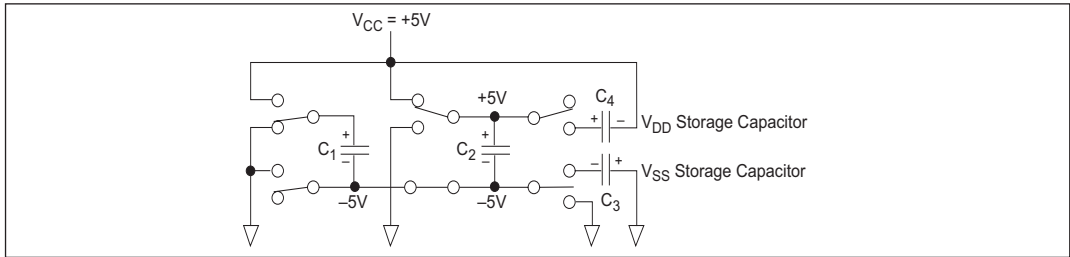 V_CC = +5V
+5V
C_4
+ –
V_DD Storage Capacitor
+
C_1
–
+
C_2
–
– +
V_SS Storage Capacitor
–5V
–5V
C_3